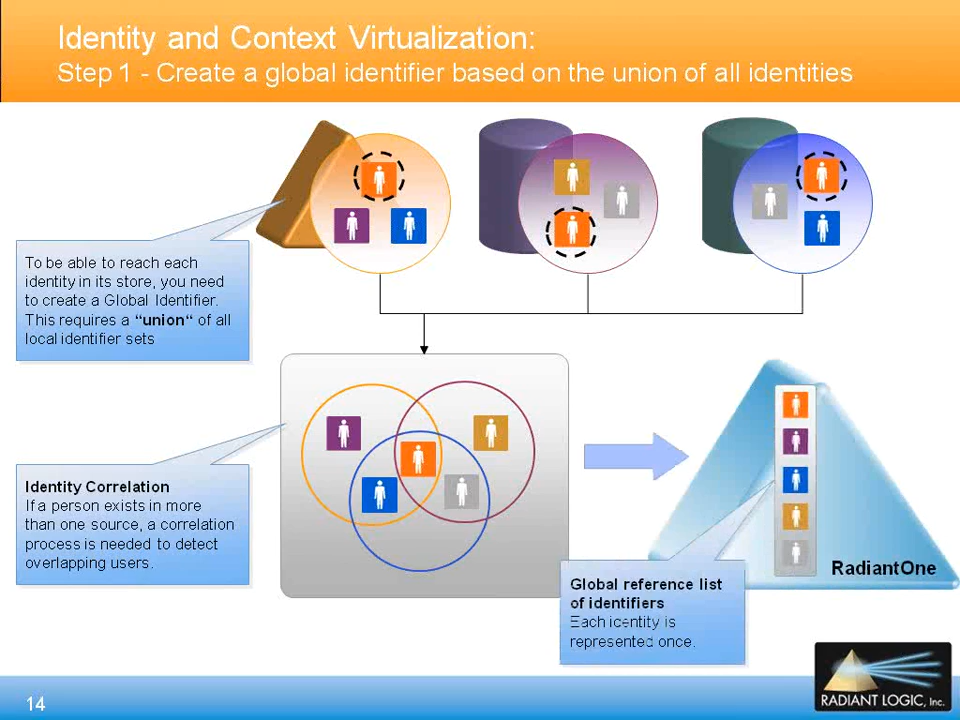 Identity and Context Virtualization:
Step 1 - Create a global identifier based on the union of all identities
To be able to reach each
identity in its store, you need
to create a Global Identifier.
This requires a “union“ of all
local identifier sets
Identity Correlation
If a person exists in more
than one source, a correlation
process is needed to detect
overlapping users.
RadiantOne
Global reference list
of identifiers
Each icentity is
represented once.
14
RADIANT LOGIC, Inc.